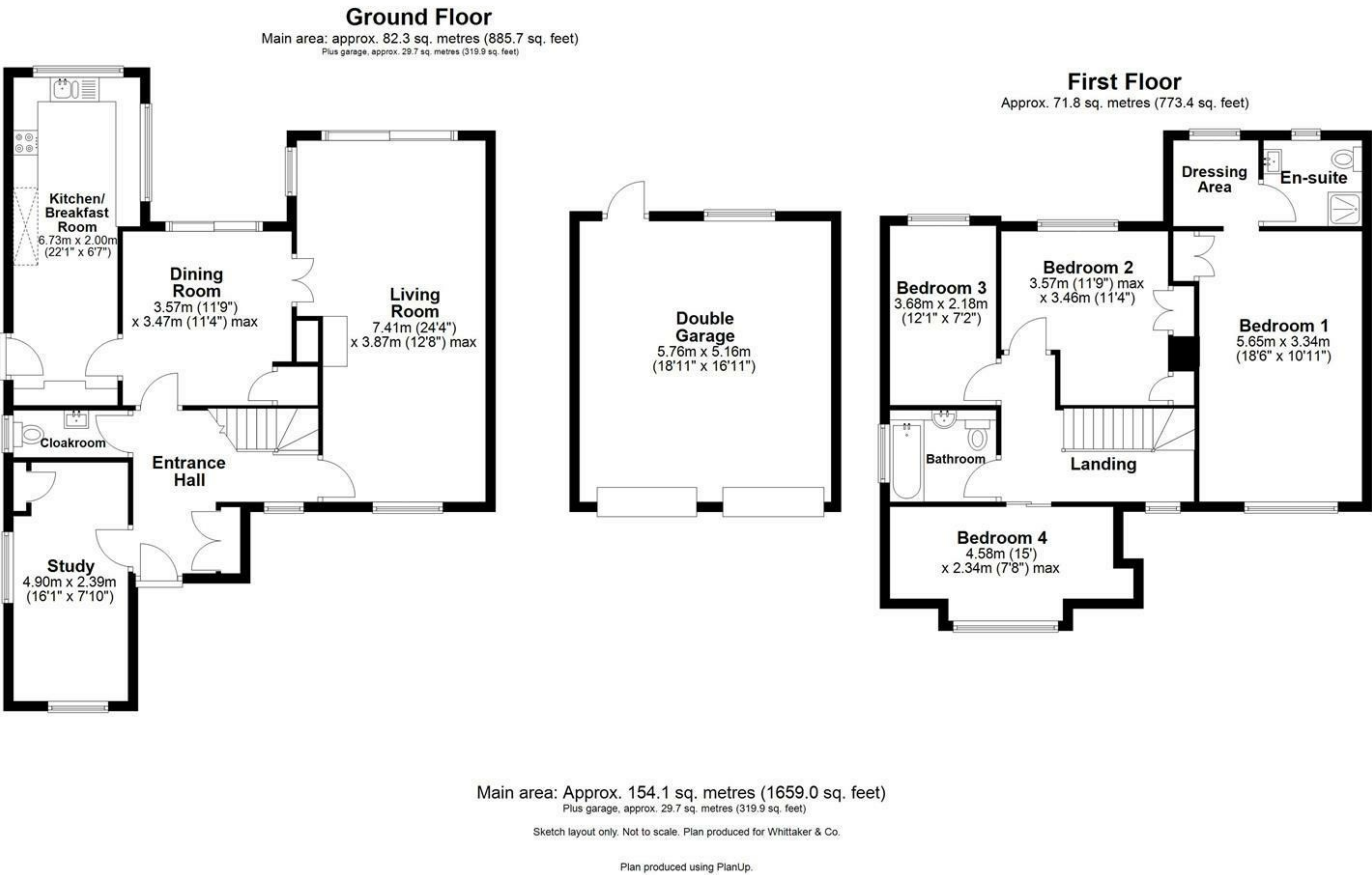 Ground Floor
Main area: approx. 82.3 sq. metres (885.7 sq. feet)
Plus garage, approx. 29.7 sq. metres (319.9 sq. feet)
Kitchen/
Breakfast
Room
6.73m x 2.00m
(22'1" x 6'7")
Dining
Room
3.57m (11'9")
x 3.47m (11'4") max
Living
Room
7.41m (24'4")
x 3.87m (12'8") max
Cloakroom
Entrance
Hall
Study
4.90m x 2.39m
(16'1" x 7'10")
Double
Garage
5.76m x 5.16m
(18'11" x 16'11")
First Floor
Approx. 71.8 sq. metres (773.4 sq. feet)
Dressing
Area
En-suite
Bedroom 3
3.68m x 2.18m
(12'1" x 7'2")
Bedroom 2
3.57m (11'9") max
x 3.46m (11'4")
Bedroom 1
5.65m x 3.34m
(18'6" x 10'11")
Bathroom
Landing
Bedroom 4
4.58m (15')
x 2.34m (7'8") max
Main area: Approx. 154.1 sq. metres (1659.0 sq. feet)
Plus garage, approx. 29.7 sq. metres (319.9 sq. feet)
Sketch layout only. Not to scale. Plan produced for Whittaker & Co.
Plan produced using PlanUp.